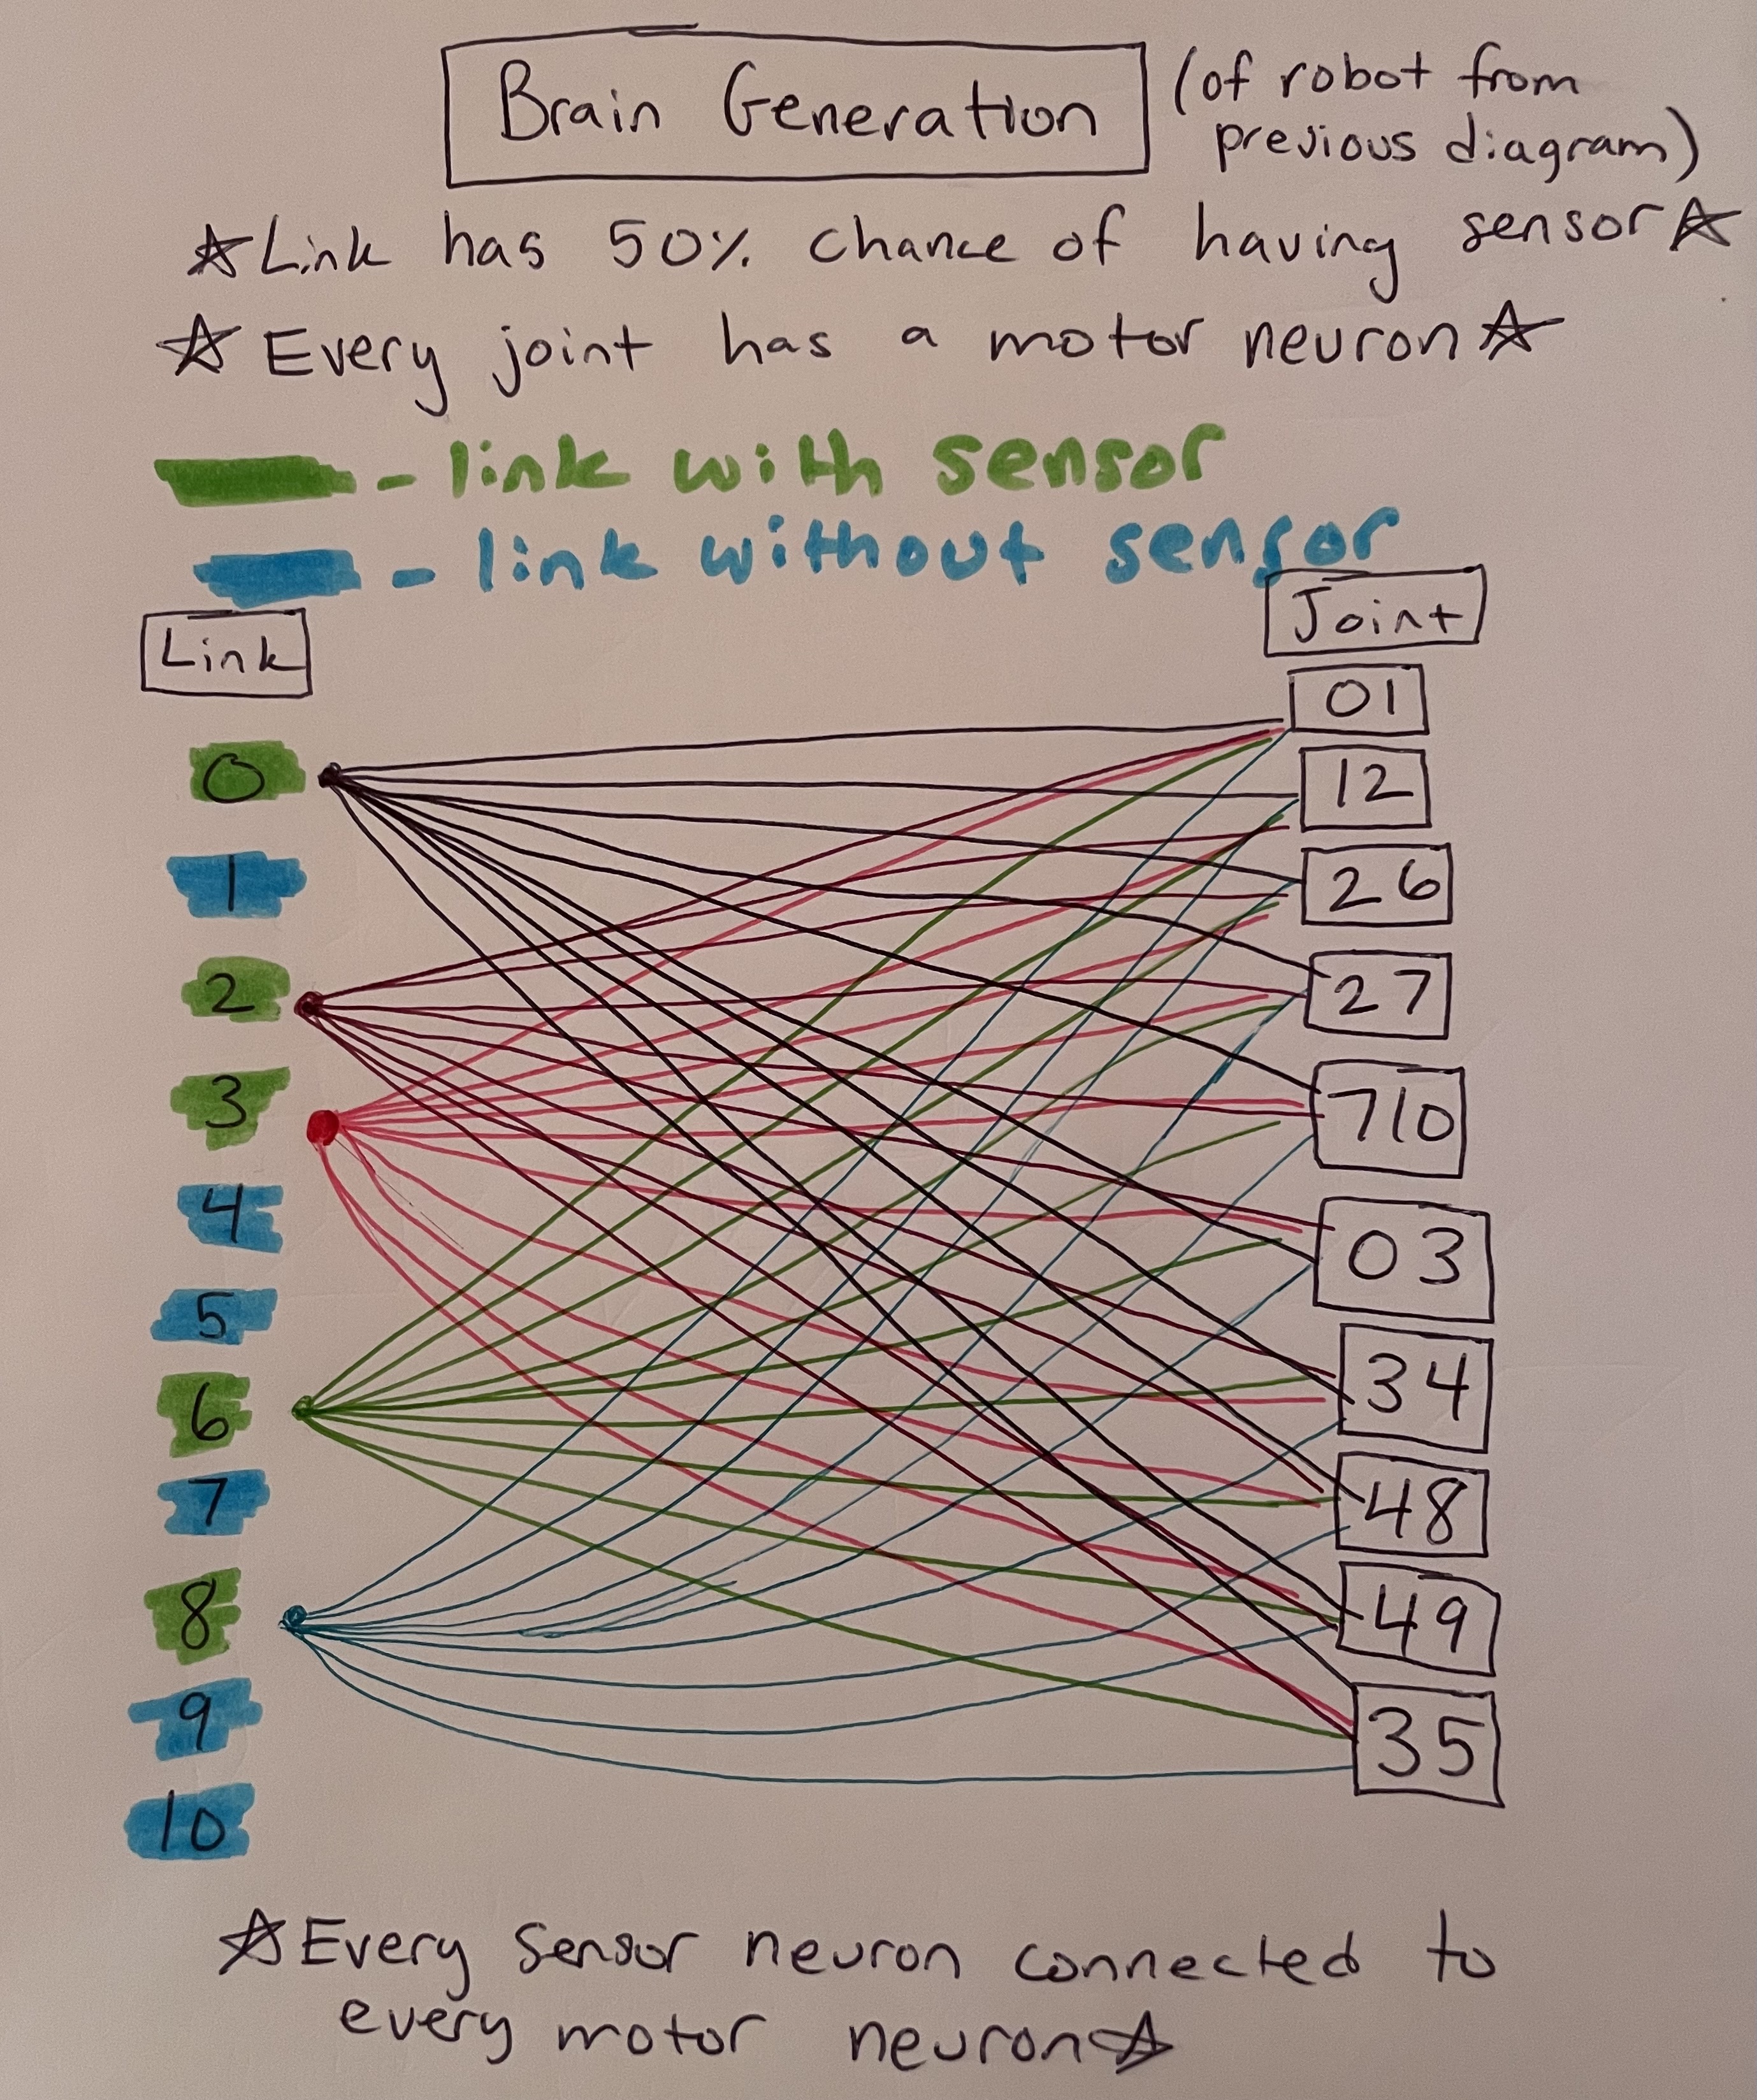 Brain Generation (of robot from
previous diagram)
☆Link has 50% chance of having sensor☆
☆Every joint has a motor neuron☆
- link with sensor
- link without sensor
Joint
Link
01
0
12
1
26
2
27
3
710
4
03
5
34
6
48
7
49
8
35
9
10
☆Every sensor neuron connected to
every motor neuron☆